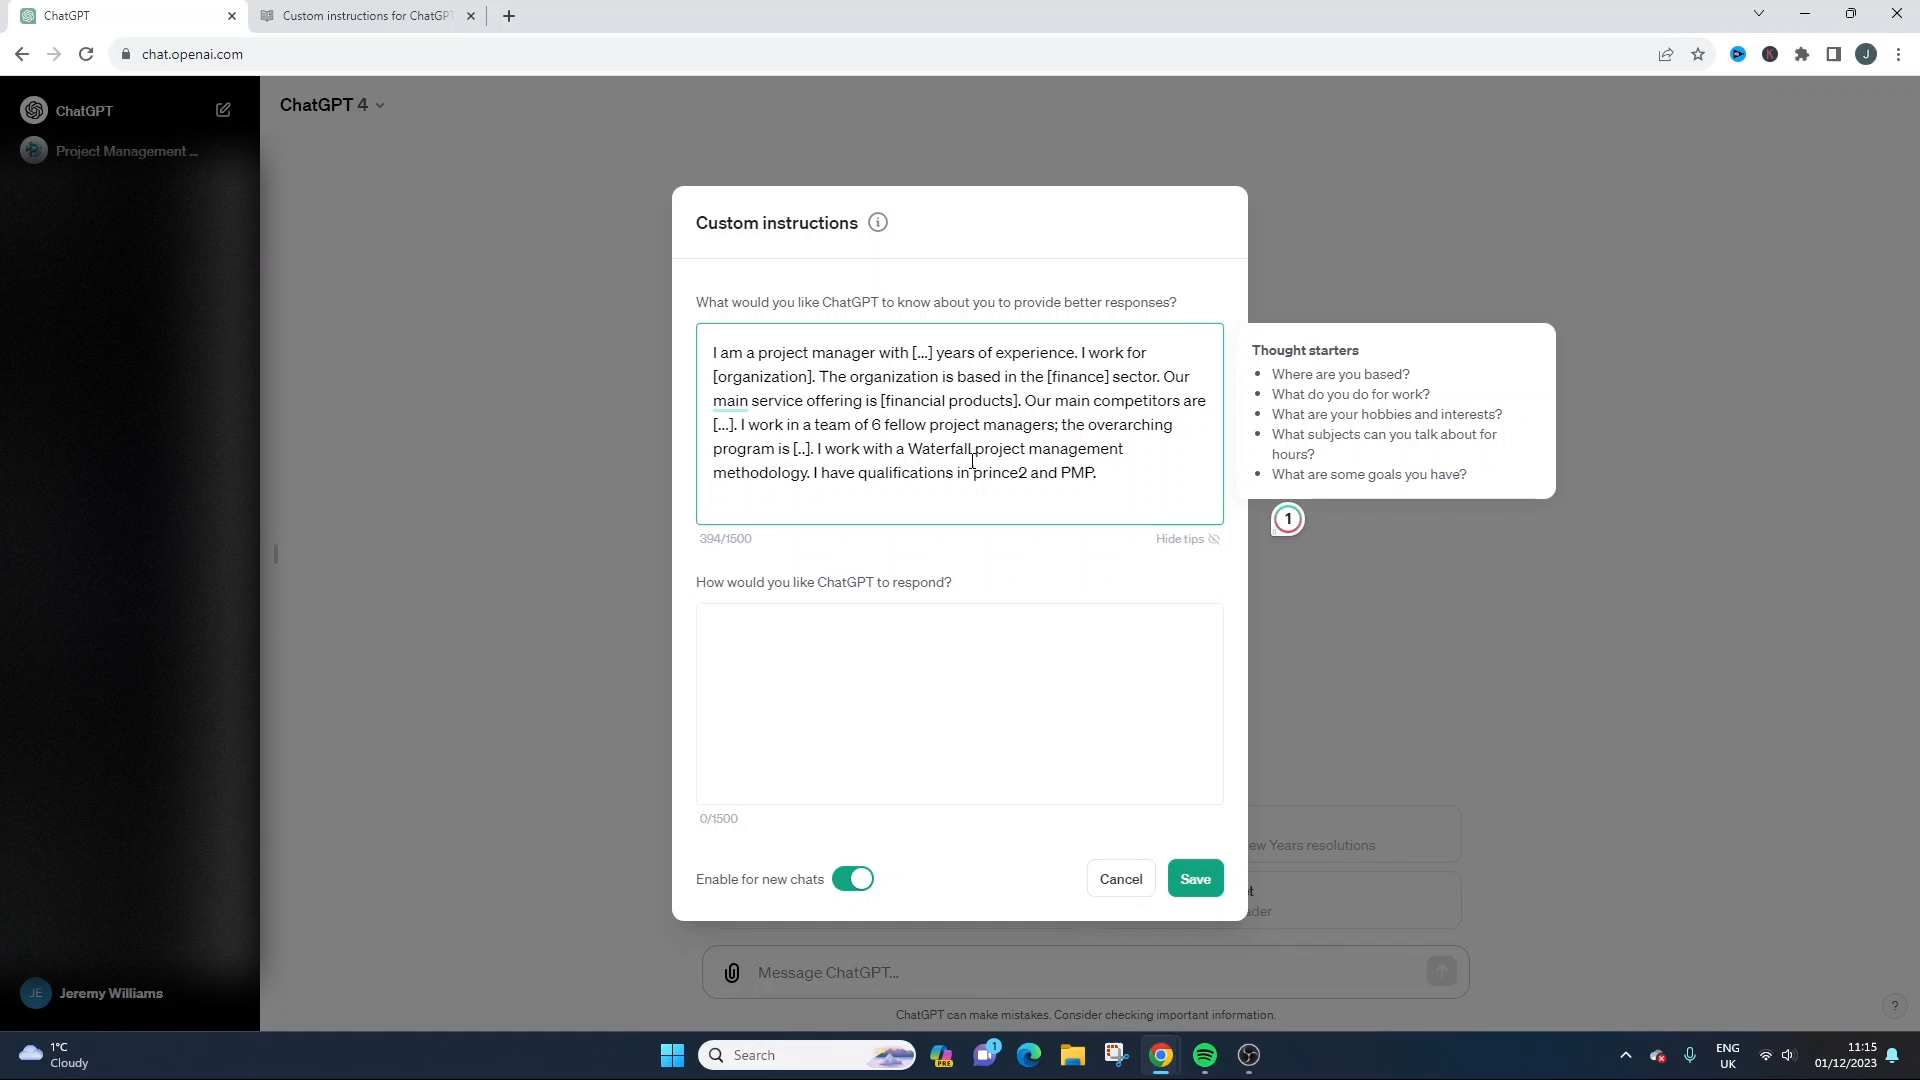 ChatGPT
Custom instructions for ChatGPT
chat.openai.com
K
J
ChatGPT
ChatGPT 4
Project Management ...
Custom instructions
What would you like ChatGPT to know about you to provide better responses?
I am a project manager with [...] years of experience. I work for
[organization]. The organization is based in the [finance] sector. Our
main service offering is [financial products]. Our main competitors are
[...]. I work in a team of 6 fellow project managers; the overarching
program is [..]. I work with a Waterfall project management
methodology. I have qualifications in prince2 and PMP.
Thought starters
Where are you based?
What do you do for work?
What are your hobbies and interests?
What subjects can you talk about for
hours?
What are some goals you have?
1
394/1500
Hide tips
How would you like ChatGPT to respond?
0/1500
ew Years resolutions
Enable for new chats
Cancel
Save
et
ader
Message ChatGPT...
JE
Jeremy Williams
ChatGPT can make mistakes. Consider checking important information.
?
1°C
Cloudy
Search
PRE
1
ENG
UK
11:15
01/12/2023